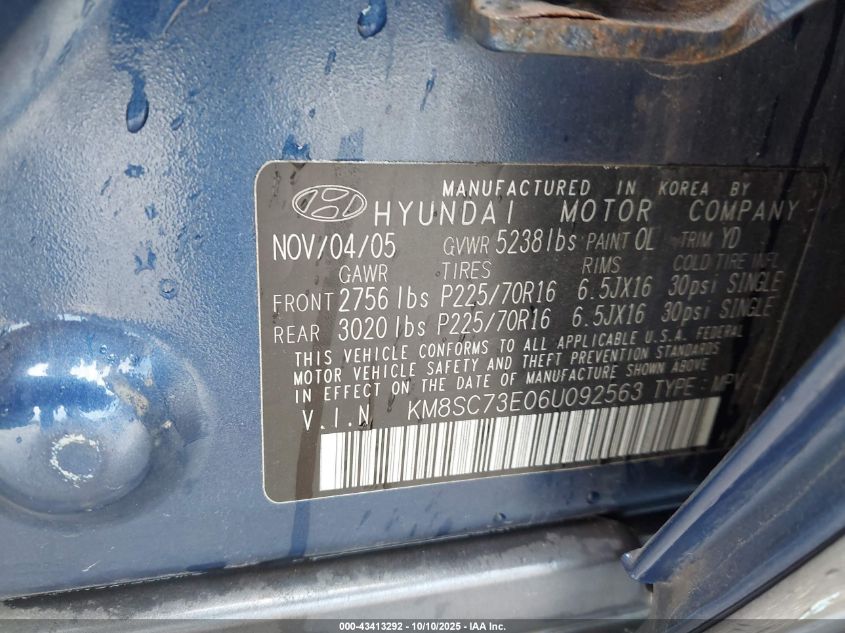 MANUFACTURED IN KOREA BY
HYUNDAI MOTOR COMPANY
NOV/04/05 GVWR 5238lbs PAINT OL TRIM YD
GAWR TIRES RIMS COLD TIRE INFL
FRONT 2756 lbs P225/70R16 6.5JX16 30psi SINGLE
REAR 3020 lbs P225/70R16 6.5JX16 30psi SINGLE
THIS VEHICLE CONFORMS TO ALL APPLICABLE U.S.A. FEDERAL
MOTOR VEHICLE SAFETY AND THEFT PREVENTION STANDARDS
IN EFFECT ON THE DATE OF MANUFACTURE SHOWN ABOVE
V.I.N KM8SC73E06U092563 TYPE : MPV
000-43413292 - 10/10/2025 - IAA Inc.